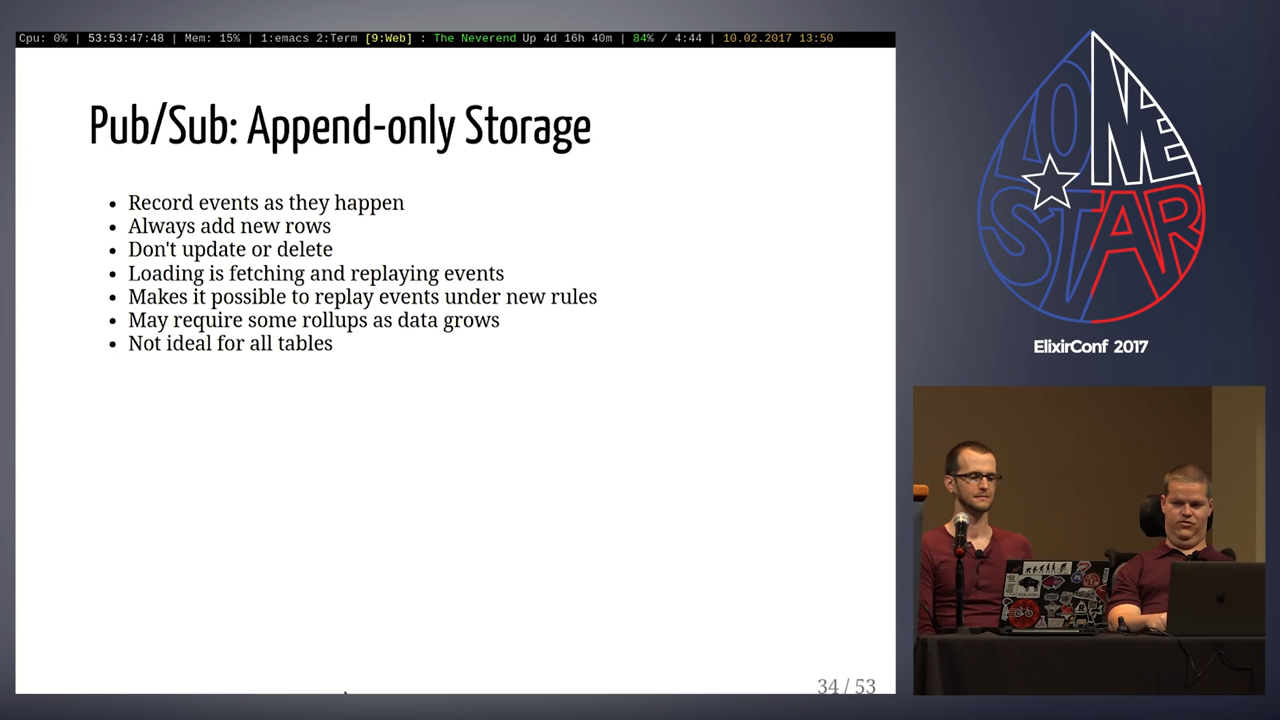 Cpu: 0% | 53:53:47:48 | Mem: 15% | 1:emacs 2:Term [9:Web] : The Neverend Up 4d 16h 40m | 84% / 4:44 | 10.02.2017 13:50
Pub/Sub: Append-only Storage
Record events as they happen
Always add new rows
Don't update or delete
Loading is fetching and replaying events
Makes it possible to replay events under new rules
May require some rollups as data grows
Not ideal for all tables
34 / 53
LONE
STAR
ElixirConf 2017